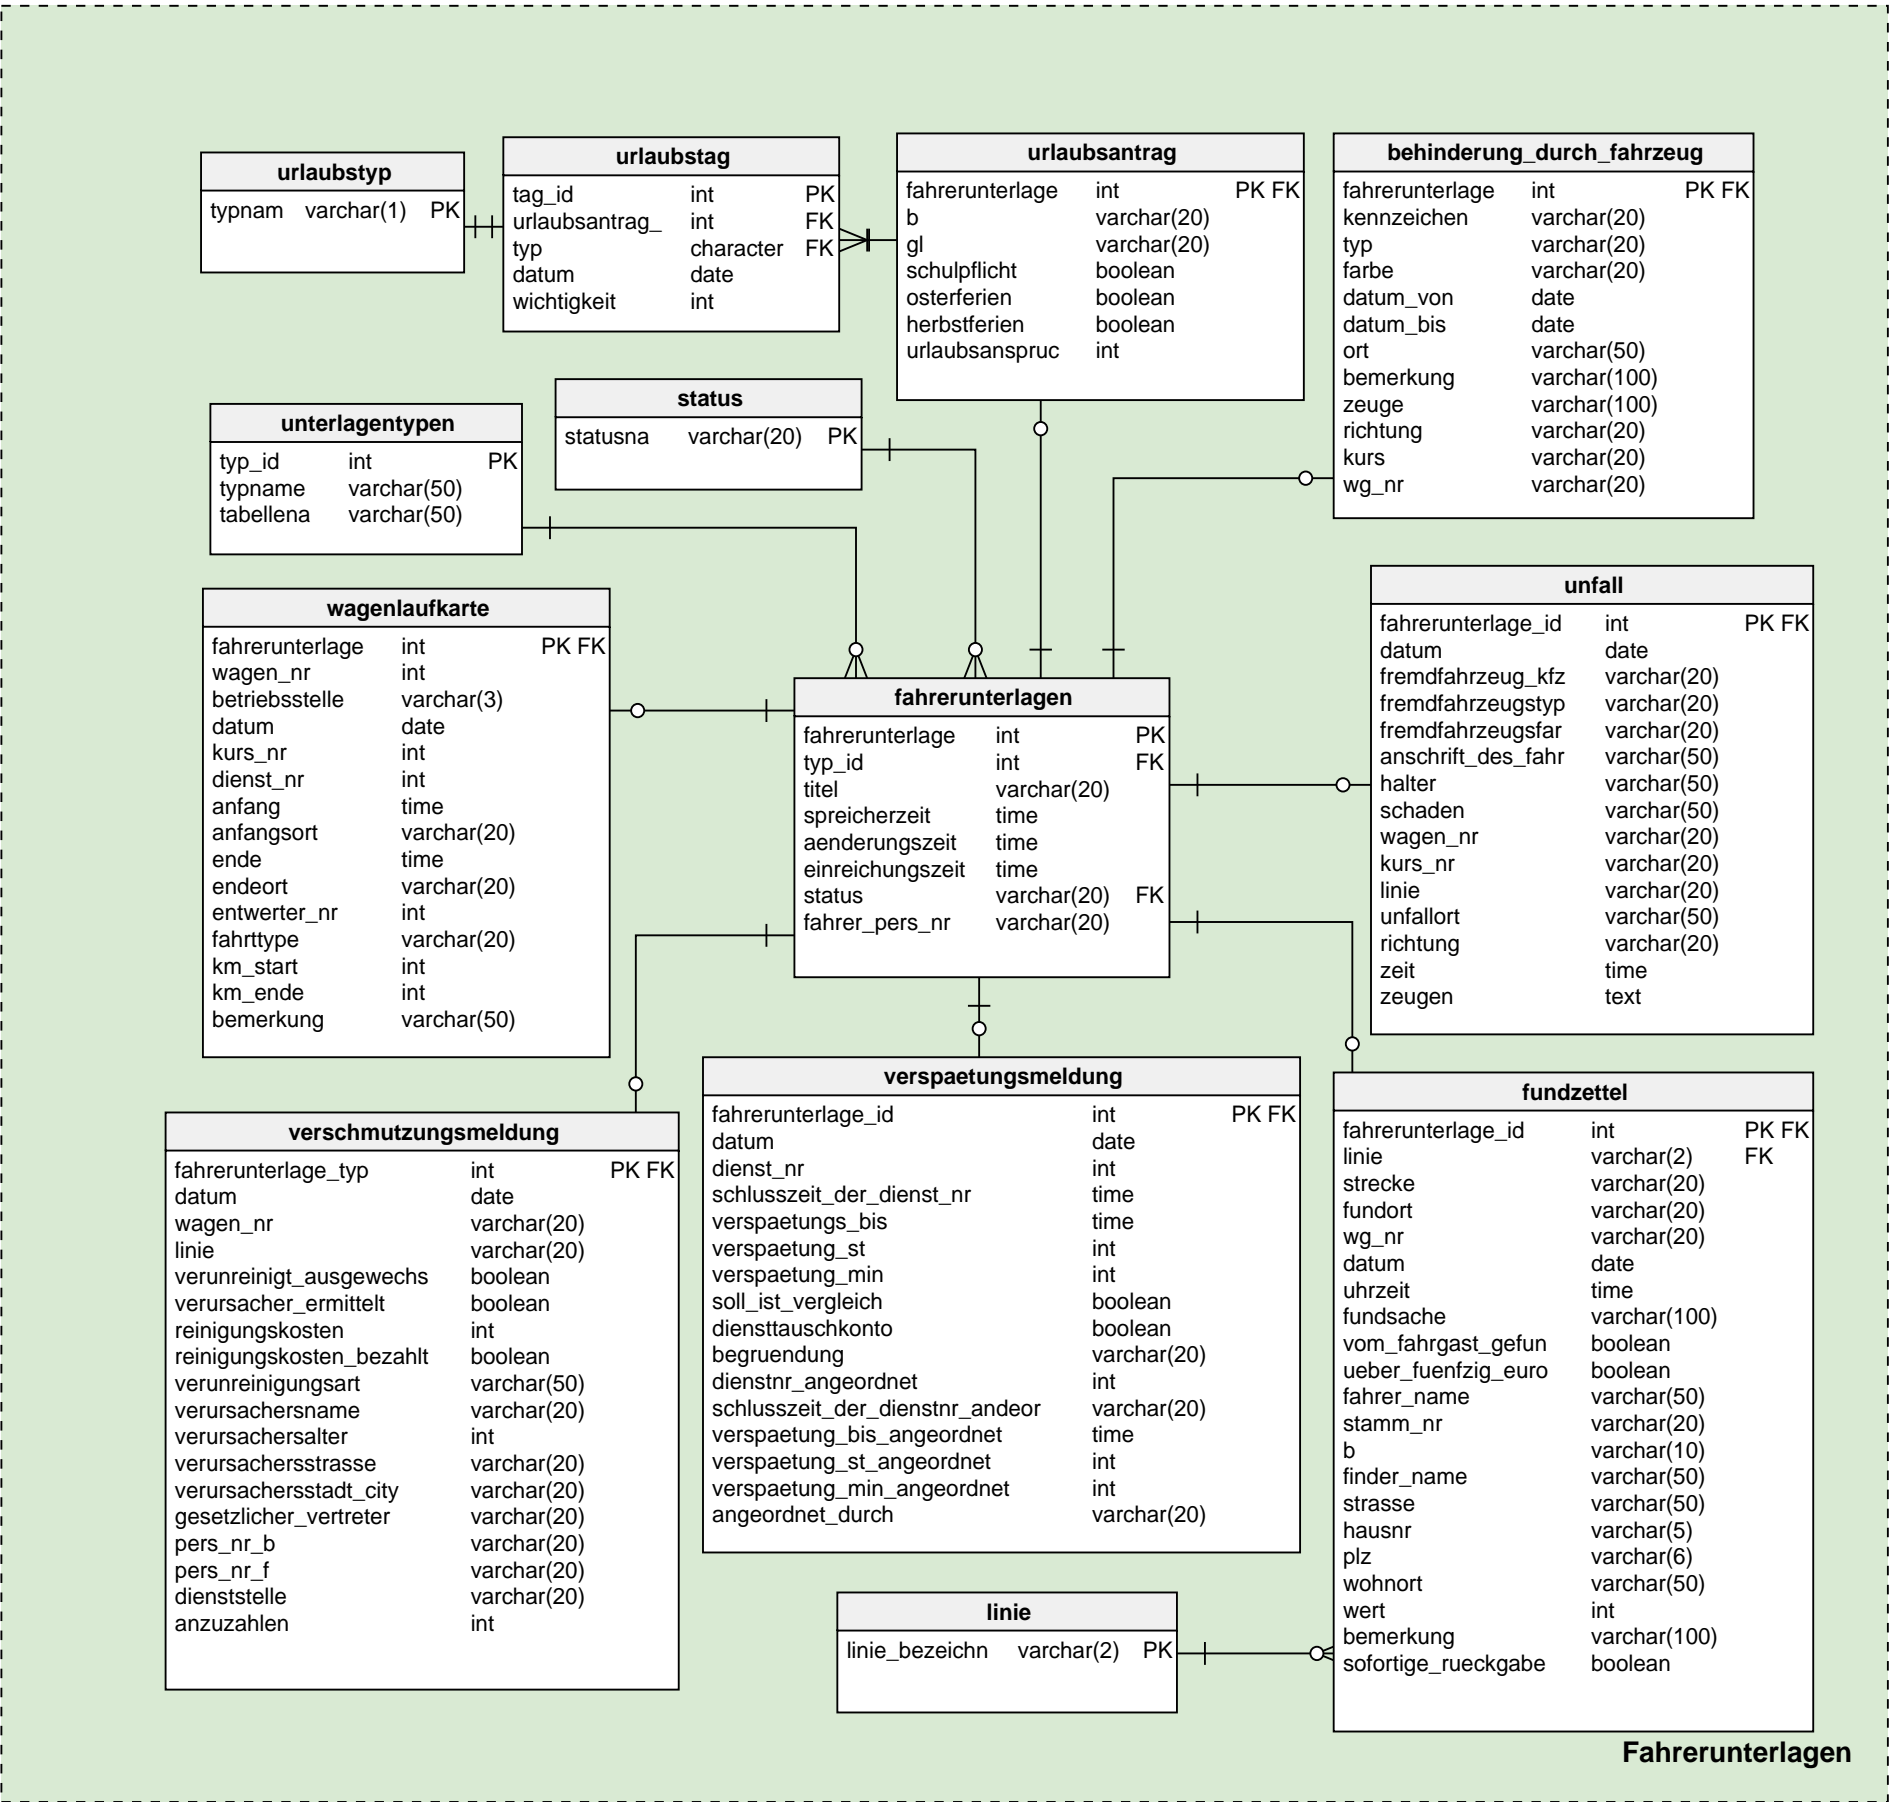 urlaubstyp
typnam varchar(1) PK
urlaubstag
tag_id int PK
urlaubsantrag_ int FK
typ character FK
datum date
wichtigkeit int
urlaubsantrag
fahrerunterlage int PK FK
b varchar(20)
gl varchar(20)
schulpflicht boolean
osterferien boolean
herbstferien boolean
urlaubsanspruc int
behinderung_durch_fahrzeug
fahrerunterlage int PK FK
kennzeichen varchar(20)
typ varchar(20)
farbe varchar(20)
datum_von date
datum_bis date
ort varchar(50)
bemerkung varchar(100)
zeuge varchar(100)
richtung varchar(20)
kurs varchar(20)
wg_nr varchar(20)
unterlagentypen
typ_id int PK
typname varchar(50)
tabellena varchar(50)
status
statusna varchar(20) PK
wagenlaufkarte
fahrerunterlage int PK FK
wagen_nr int
betriebsstelle varchar(3)
datum date
kurs_nr int
dienst_nr int
anfang time
anfangsort varchar(20)
ende time
endeort varchar(20)
entwerter_nr int
fahrttype varchar(20)
km_start int
km_ende int
bemerkung varchar(50)
fahrerunterlagen
fahrerunterlage int PK
typ_id int FK
titel varchar(20)
spreicherzeit time
aenderungszeit time
einreichungszeit time
status varchar(20) FK
fahrer_pers_nr varchar(20)
unfall
fahrerunterlage_id int PK FK
datum date
fremdfahrzeug_kfz varchar(20)
fremdfahrzeugstyp varchar(20)
fremdfahrzeugsfar varchar(20)
anschrift_des_fahr varchar(50)
halter varchar(50)
schaden varchar(50)
wagen_nr varchar(20)
kurs_nr varchar(20)
linie varchar(20)
unfallort varchar(50)
richtung varchar(20)
zeit time
zeugen text
verschmutzungsmeldung
fahrerunterlage_typ int PK FK
datum date
wagen_nr varchar(20)
linie varchar(20)
verunreinigt_ausgewechs boolean
verursacher_ermittelt boolean
reinigungskosten int
reinigungskosten_bezahlt boolean
verunreinigungsart varchar(50)
verursachersname varchar(20)
verursachersalter int
verursachersstrasse varchar(20)
verursachersstadt_city varchar(20)
gesetzlicher_vertreter varchar(20)
pers_nr_b varchar(20)
pers_nr_f varchar(20)
dienststelle varchar(20)
anzuzahlen int
verspaetungsmeldung
fahrerunterlage_id int PK FK
datum date
dienst_nr int
schlusszeit_der_dienst_nr time
verspaetungs_bis time
verspaetung_st int
verspaetung_min int
soll_ist_vergleich boolean
diensttauschkonto boolean
begruendung varchar(20)
dienstnr_angeordnet int
schlusszeit_der_dienstnr_andeor varchar(20)
verspaetung_bis_angeordnet time
verspaetung_st_angeordnet int
verspaetung_min_angeordnet int
angeordnet_durch varchar(20)
fundzettel
fahrerunterlage_id int PK FK
linie varchar(2) FK
strecke varchar(20)
fundort varchar(20)
wg_nr varchar(20)
datum date
uhrzeit time
fundsache varchar(100)
vom_fahrgast_gefun boolean
ueber_fuenfzig_euro boolean
fahrer_name varchar(50)
stamm_nr varchar(20)
b varchar(10)
finder_name varchar(50)
strasse varchar(50)
hausnr varchar(5)
plz varchar(6)
wohnort varchar(50)
wert int
bemerkung varchar(100)
sofortige_rueckgabe boolean
linie
linie_bezeichn varchar(2) PK
Fahrerunterlagen